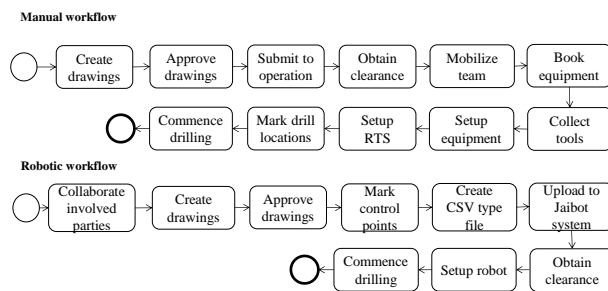 Manual workflow
Create
drawings
Approve
drawings
Submit to
operation
Obtain
clearance
Mobilize
team
Book
equipment
Commence
drilling
Mark drill
locations
Setup
RTS
Setup
equipment
Collect
tools
Robotic workflow
Collaborate
involved
parties
Create
drawings
Approve
drawings
Mark
control
points
Create
CSV type
file
Upload to
Jaibot
system
Commence
drilling
Setup robot
Obtain
clearance